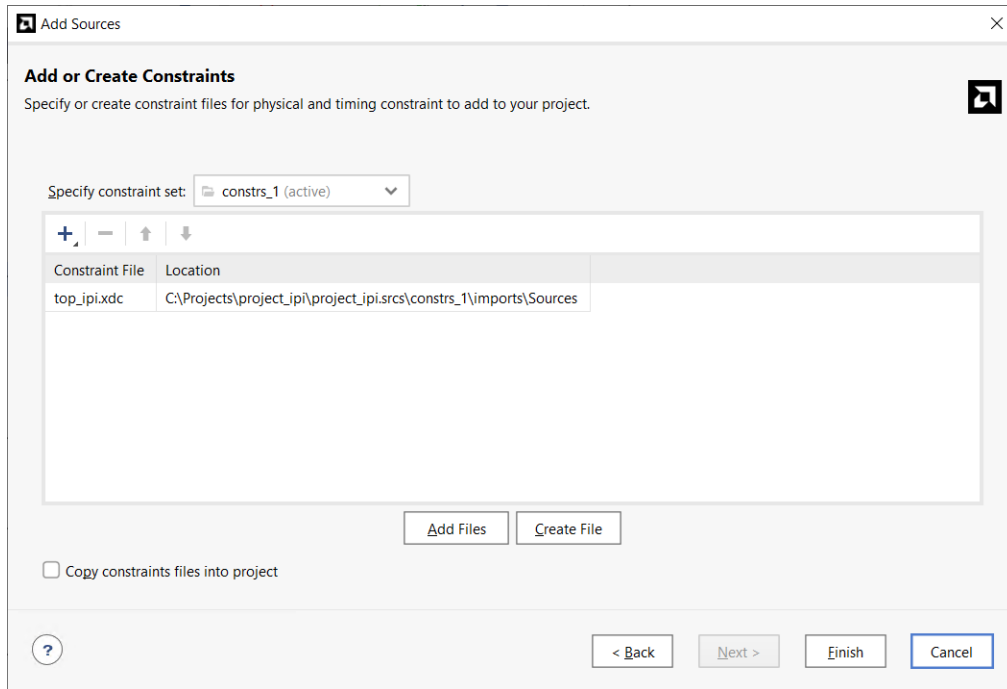 Add Sources
Add or Create Constraints
Specify or create constraint files for physical and timing constraint to add to your project.
Specify constraint set: constrs_1 (active)
Constraint File Location
top_ipi.xdc C:\Projects\project_ipi\project_ipi.srcs\constrs_1\imports\Sources
Add Files Create File
Copy constraints files into project
? < Back Next > Finish Cancel